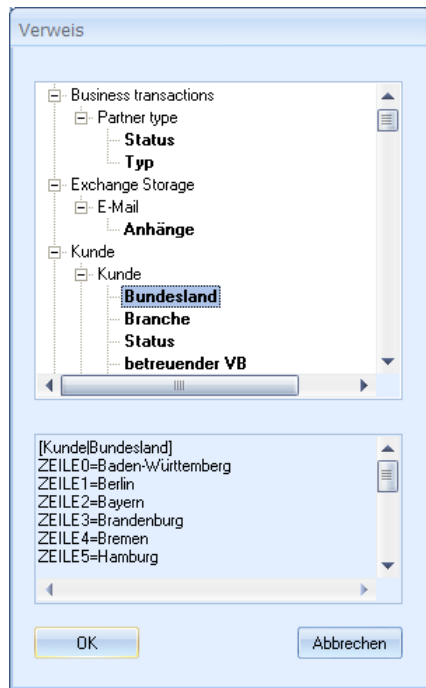 Verweis
Business transactions
Partner type
Status
Typ
Exchange Storage
E-Mail
Anhänge
Kunde
Kunde
Bundesland
Branche
Status
betreuender VB
[Kunde|Bundesland]
ZEILE0=Baden-Württemberg
ZEILE1=Berlin
ZEILE2=Bayern
ZEILE3=Brandenburg
ZEILE4=Bremen
ZEILE5=Hamburg
OK Abbrechen